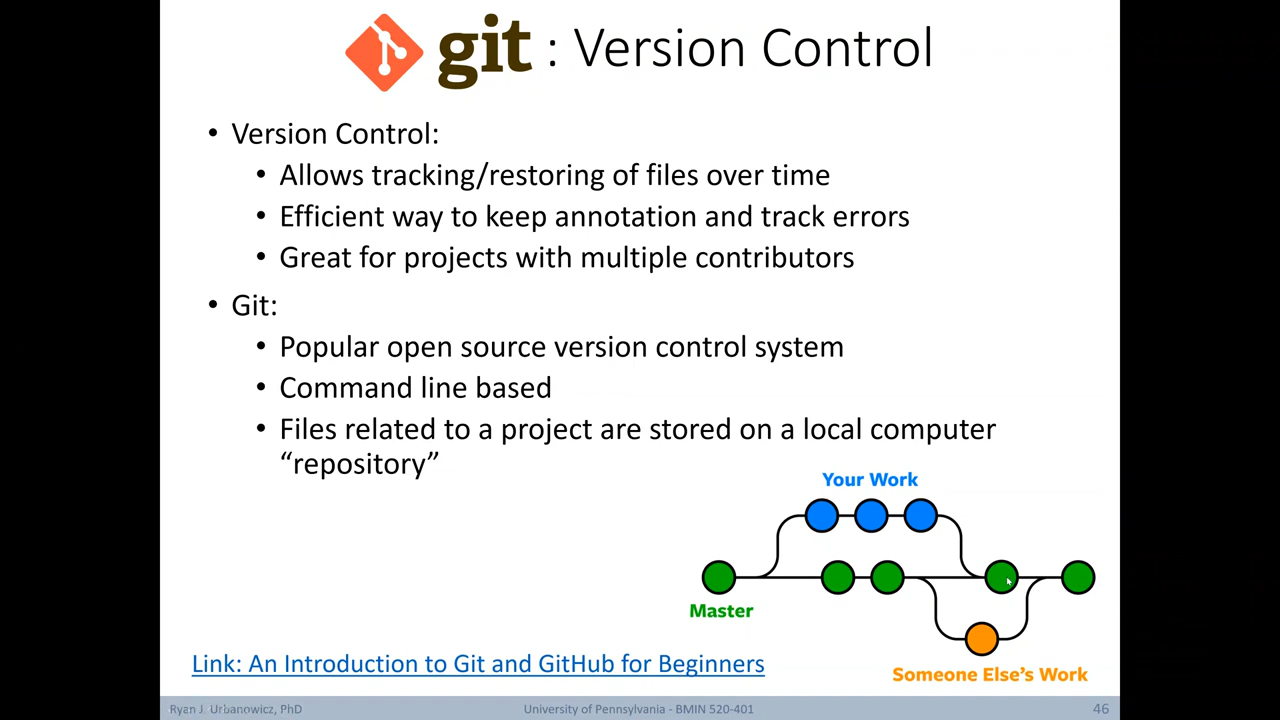 git : Version Control
• Version Control:
• Allows tracking/restoring of files over time
• Efficient way to keep annotation and track errors
• Great for projects with multiple contributors
• Git:
• Popular open source version control system
• Command line based
• Files related to a project are stored on a local computer
“repository”
Your Work
Master
Someone Else’s Work
Link: An Introduction to Git and GitHub for Beginners
Ryan J. Urbanowicz, PhD
University of Pennsylvania - BMIN 520-401
46